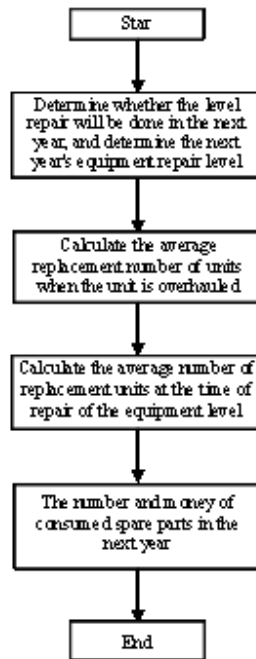 Star
Determine whether the level
repair will be done in the next
year, and determine the next
year's equipment repair level
Calculate the average
replacement number of units
when the unit is overhauled
Calculate the average number of
replacement units at the time of
repair of the equipment level
The number and money of
consumed spare parts in the
next year
End